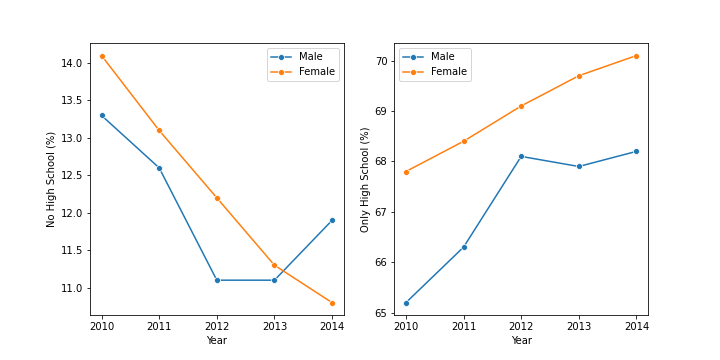 No High School (%)
14.0
13.5
13.0
12.5
12.0
11.5
11.0
2010 2011 2012 2013 2014
Year
Male
Female
Only High School (%)
70
69
68
67
66
65
2010 2011 2012 2013 2014
Year
Male
Female